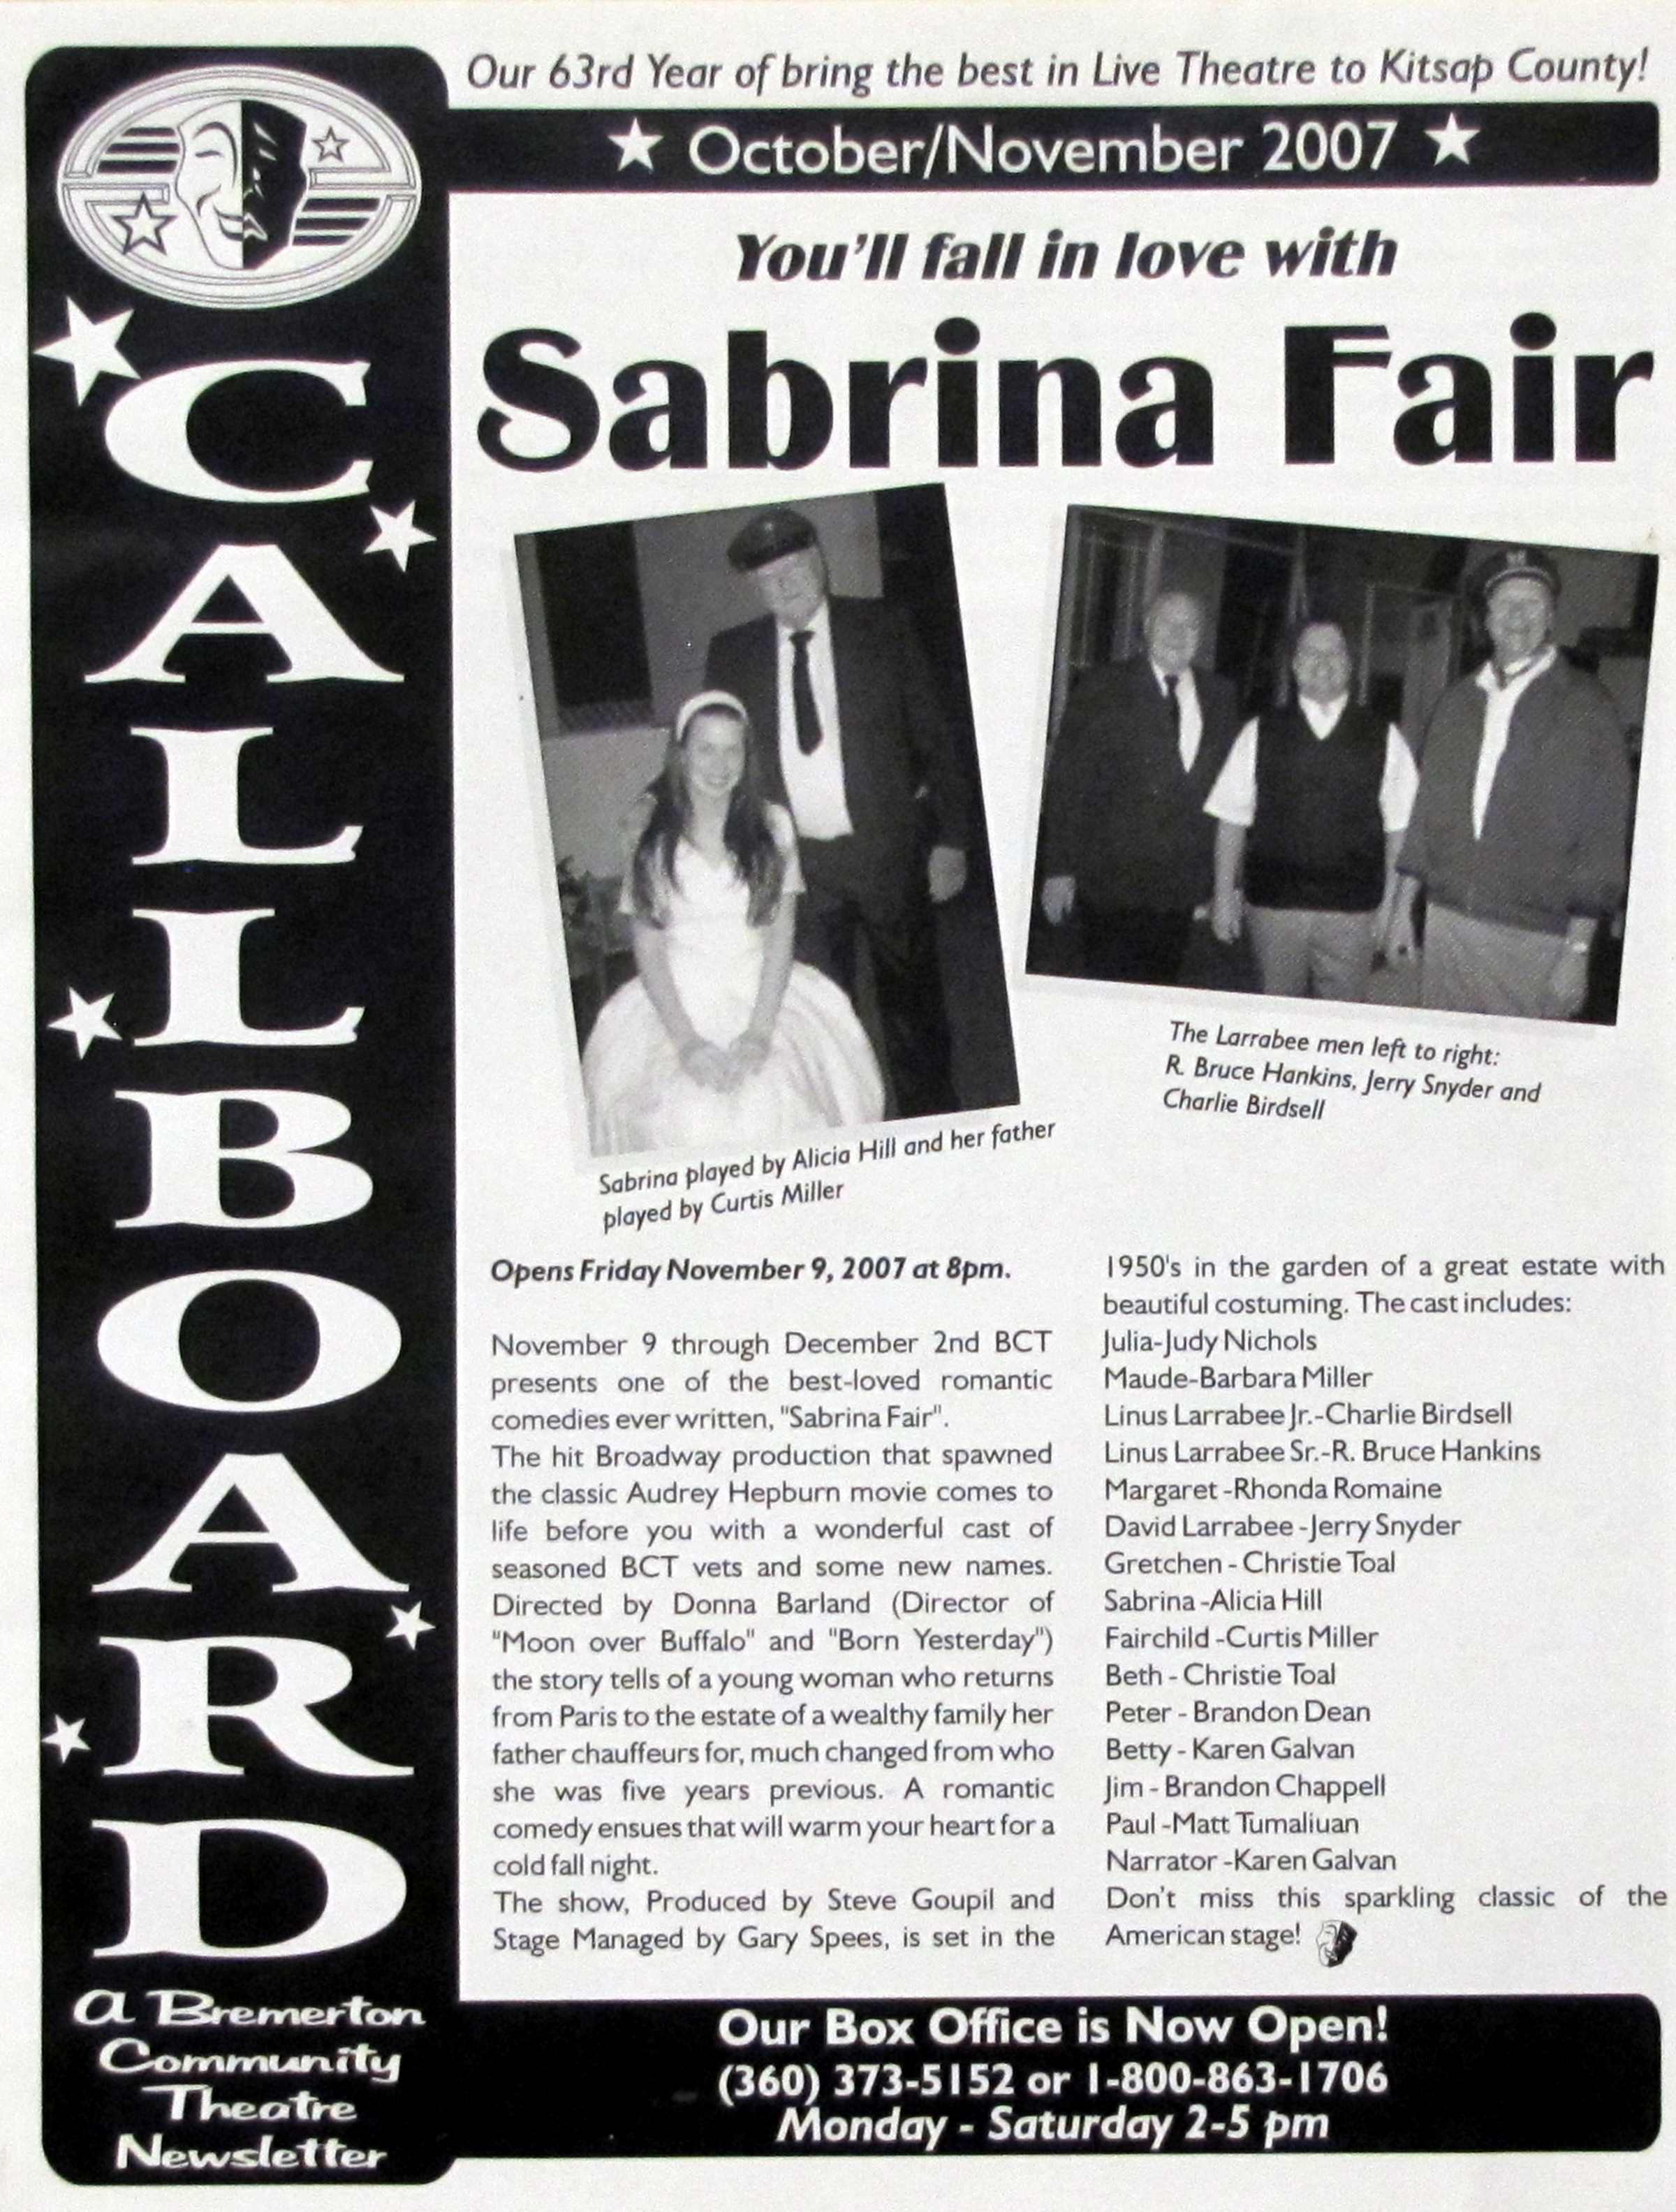 Our 63rd Year of bring the best in Live Theatre to Kitsap County!
October/November 2007
CALLBOARD
A Bremerton
Community
Theatre
Newsletter
You'll fall in love with
Sabrina Fair
Sabrina played by Alicia Hill and her father
played by Curtis Miller
The Larrabee men left to right:
R. Bruce Hankins, Jerry Snyder and
Charlie Birdsell
Opens Friday November 9, 2007 at 8pm.
November 9 through December 2nd BCT
presents one of the best-loved romantic
comedies ever written, "Sabrina Fair".
The hit Broadway production that spawned
the classic Audrey Hepburn movie comes to
life before you with a wonderful cast of
seasoned BCT vets and some new names.
Directed by Donna Barland (Director of
"Moon over Buffalo" and "Born Yesterday")
the story tells of a young woman who returns
from Paris to the estate of a wealthy family her
father chauffeurs for, much changed from who
she was five years previous. A romantic
comedy ensues that will warm your heart for a
cold fall night.
The show, Produced by Steve Goupil and
Stage Managed by Gary Spees, is set in the
1950's in the garden of a great estate with
beautiful costuming. The cast includes:
Julia-Judy Nichols
Maude-Barbara Miller
Linus Larrabee Jr.-Charlie Birdsell
Linus Larrabee Sr.-R. Bruce Hankins
Margaret -Rhonda Romaine
David Larrabee -Jerry Snyder
Gretchen - Christie Toal
Sabrina -Alicia Hill
Fairchild -Curtis Miller
Beth - Christie Toal
Peter - Brandon Dean
Betty - Karen Galvan
Jim - Brandon Chappell
Paul -Matt Tumaliuan
Narrator -Karen Galvan
Don't miss this sparkling classic of the
American stage!
Our Box Office is Now Open!
(360) 373-5152 or 1-800-863-1706
Monday - Saturday 2-5 pm